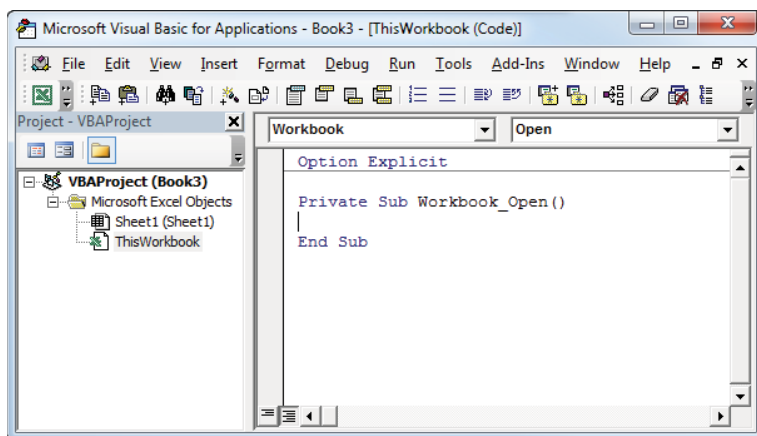 Microsoft Visual Basic for Applications - Book3 - [ThisWorkbook (Code)]
File Edit View Insert Format Debug Run Tools Add-Ins Window Help
Project - VBAProject
Workbook
Open
VBAProject (Book3)
Microsoft Excel Objects
Sheet1 (Sheet1)
ThisWorkbook
Option Explicit
Private Sub Workbook_Open()
End Sub